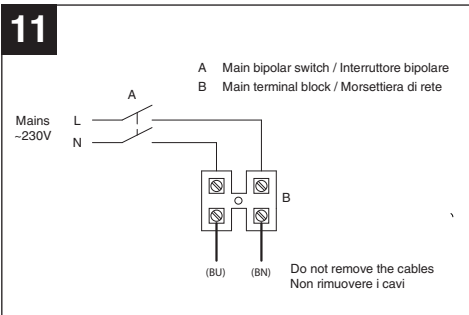 11
A Main bipolar switch / Interruttore bipolare
B Main terminal block / Morsettiera di rete
A
Mains
~230V
L
N
B
(BU)
(BN)
Do not remove the cables
Non rimuovere i cavi